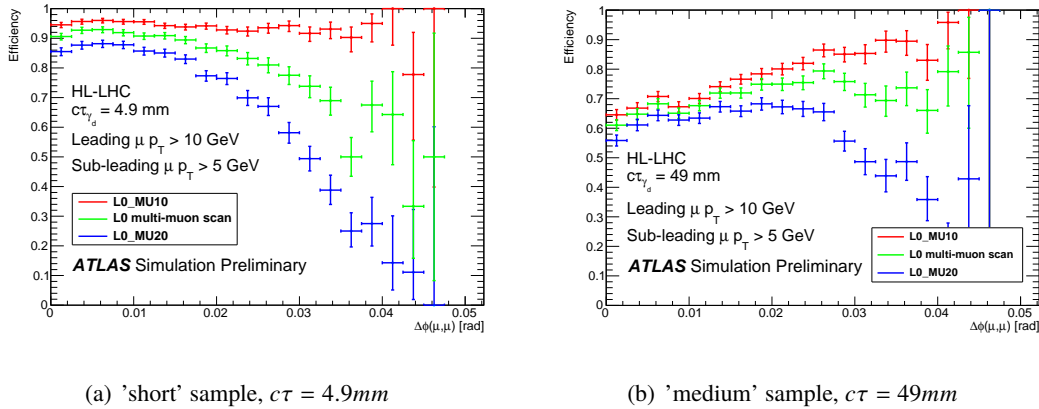 Efficiency
1
0.9
0.8
0.7
0.6
0.5
0.4
0.3
0.2
0.1
0
0 0.01 0.02 0.03 0.04 0.05
Δϕ(μ,μ) [rad]
HL-LHC
cτ_γd = 4.9 mm
Leading μ p_T > 10 GeV
Sub-leading μ p_T > 5 GeV
L0_MU10
L0 multi-muon scan
L0_MU20
ATLAS Simulation Preliminary
(a) 'short' sample, cτ = 4.9mm
Efficiency
1
0.9
0.8
0.7
0.6
0.5
0.4
0.3
0.2
0.1
0
0 0.01 0.02 0.03 0.04 0.05
Δϕ(μ,μ) [rad]
HL-LHC
cτ_γd = 49 mm
Leading μ p_T > 10 GeV
Sub-leading μ p_T > 5 GeV
L0_MU10
L0 multi-muon scan
L0_MU20
ATLAS Simulation Preliminary
(b) 'medium' sample, cτ = 49mm